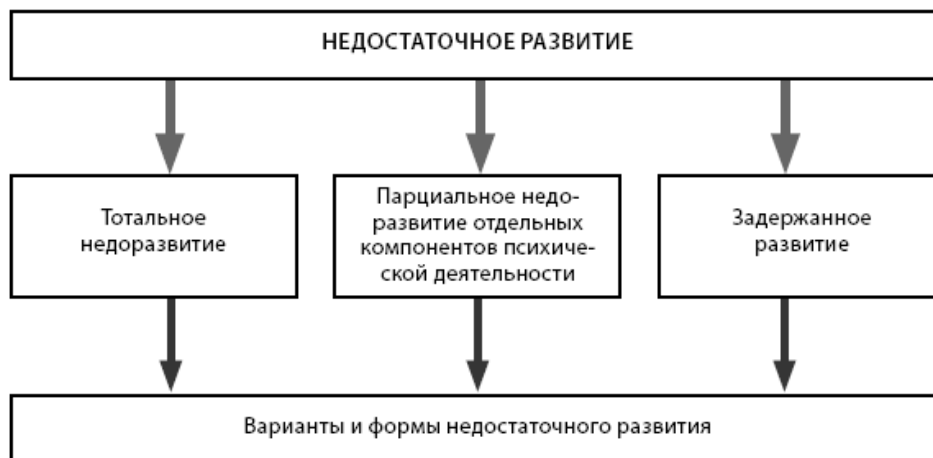 НЕДОСТАТОЧНОЕ РАЗВИТИЕ
Тотальное
недоразвитие
Парциальное недо-
развитие отдельных
компонентов психиче-
ской деятельности
Задержанное
развитие
Варианты и формы недостаточного развития